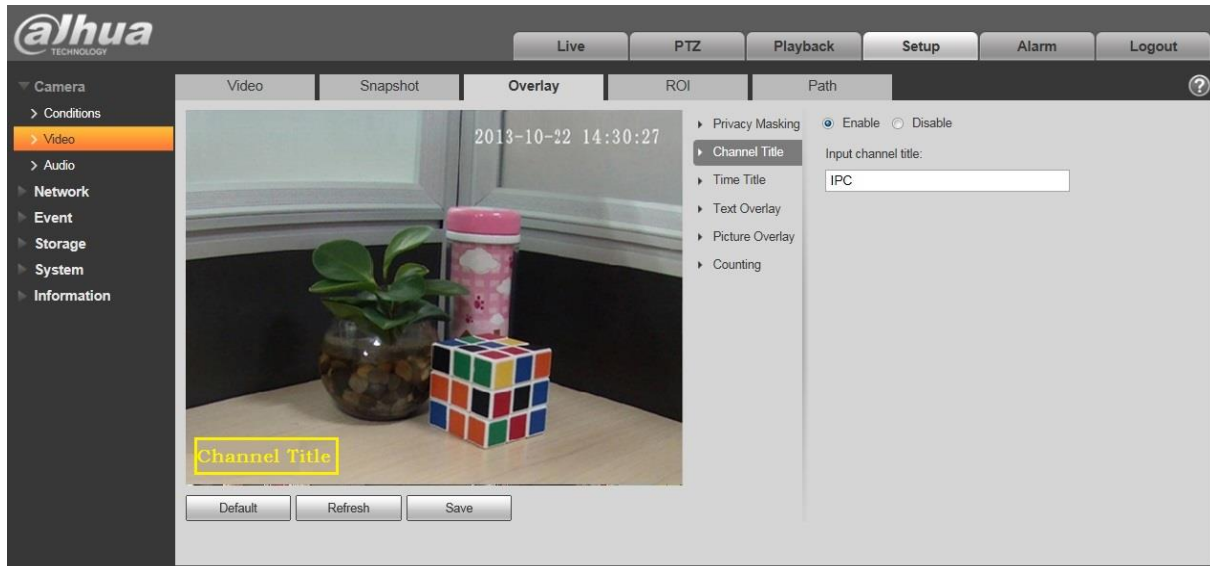 alhua
TECHNOLOGY
Live PTZ Playback Setup Alarm Logout
Camera
Conditions
Video
Audio
Network
Event
Storage
System
Information
Video Snapshot Overlay ROI Path
?
2013-10-22 14:30:27
Channel Title
Privacy Masking
Channel Title
Time Title
Text Overlay
Picture Overlay
Counting
Enable Disable
Input channel title:
IPC
Default Refresh Save